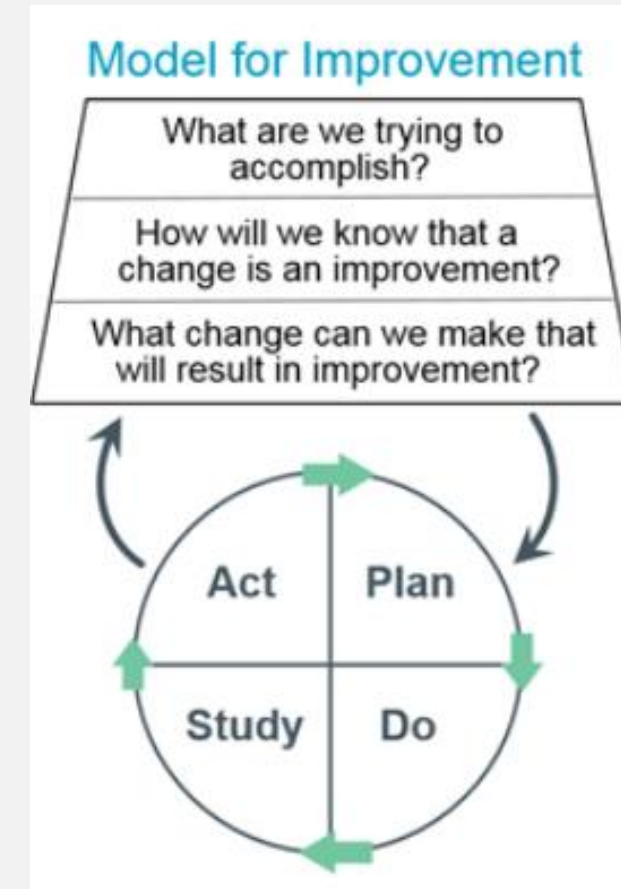 Model for Improvement
What are we trying to
accomplish?
How will we know that a
change is an improvement?
What change can we make that
will result in improvement?
Act
Plan
Study
Do